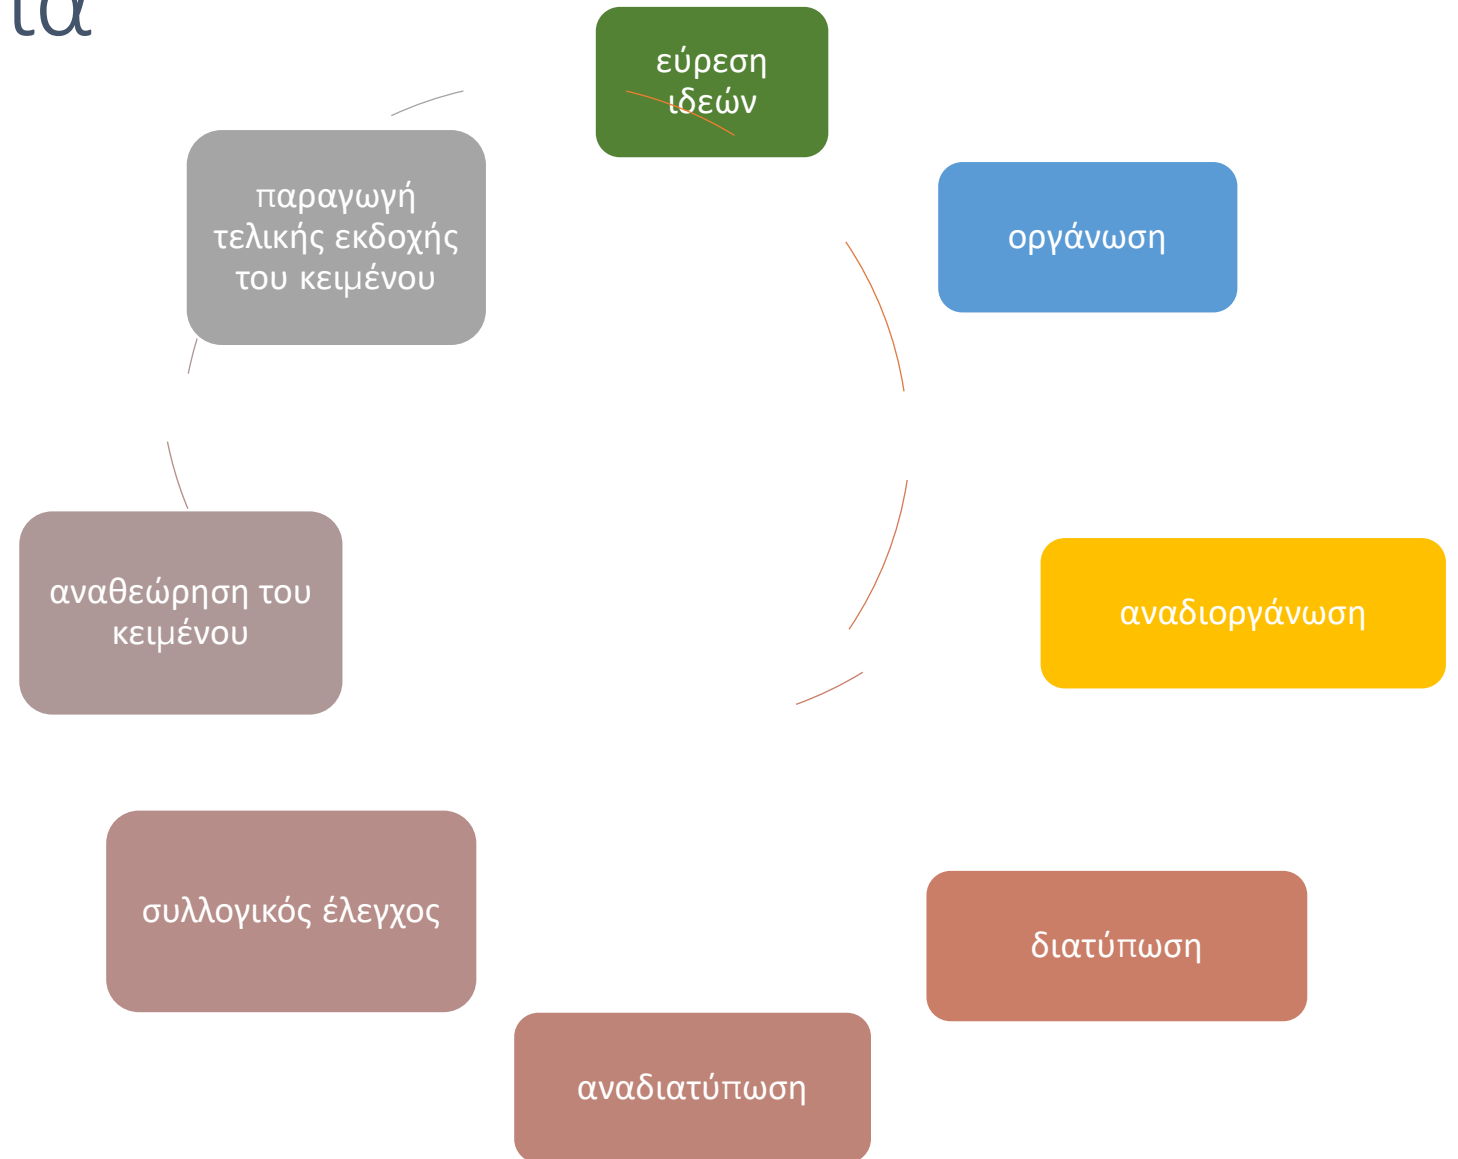 εύρεση
ιδεών
οργάνωση
αναδιοργάνωση
διατύπωση
αναδιατύπωση
συλλογικός έλεγχος
αναθεώρηση του
κειμένου
παραγωγή
τελικής εκδοχής
του κειμένου